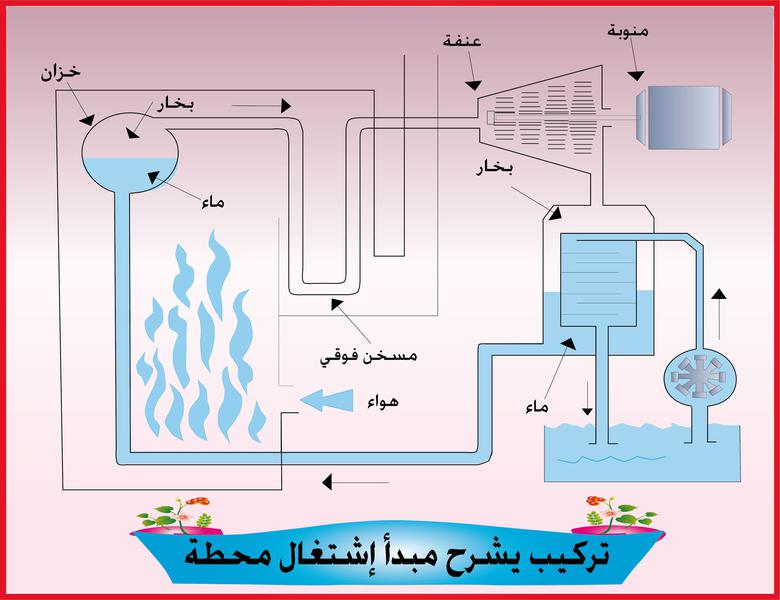 منوبة
عنفة
خزان
بخار
بخار
ماء
مسخن فوقي
هواء
ماء
تركيب يشرح مبدأ إشتغال محطة